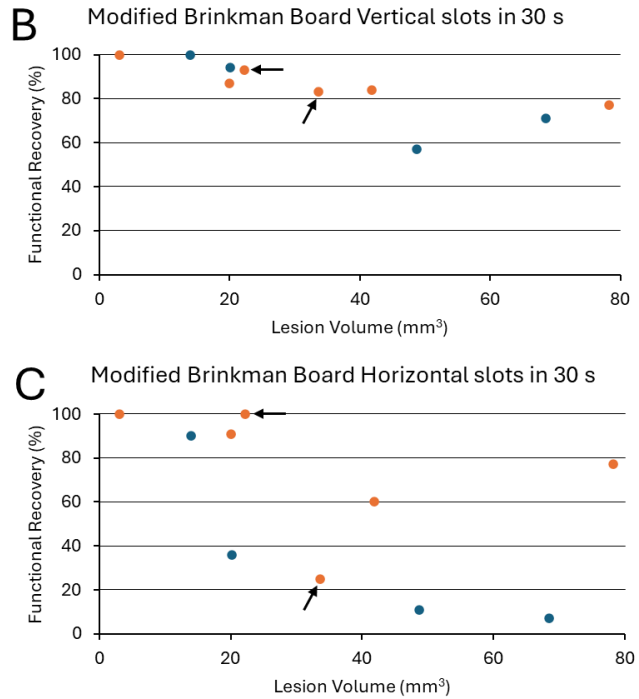 B
Modified Brinkman Board Vertical slots in 30 s
Functional Recovery (%)
100
80
60
40
20
0
0 20 40 60 80
Lesion Volume (mm³)
C
Modified Brinkman Board Horizontal slots in 30 s
Functional Recovery (%)
100
80
60
40
20
0
0 20 40 60 80
Lesion Volume (mm³)